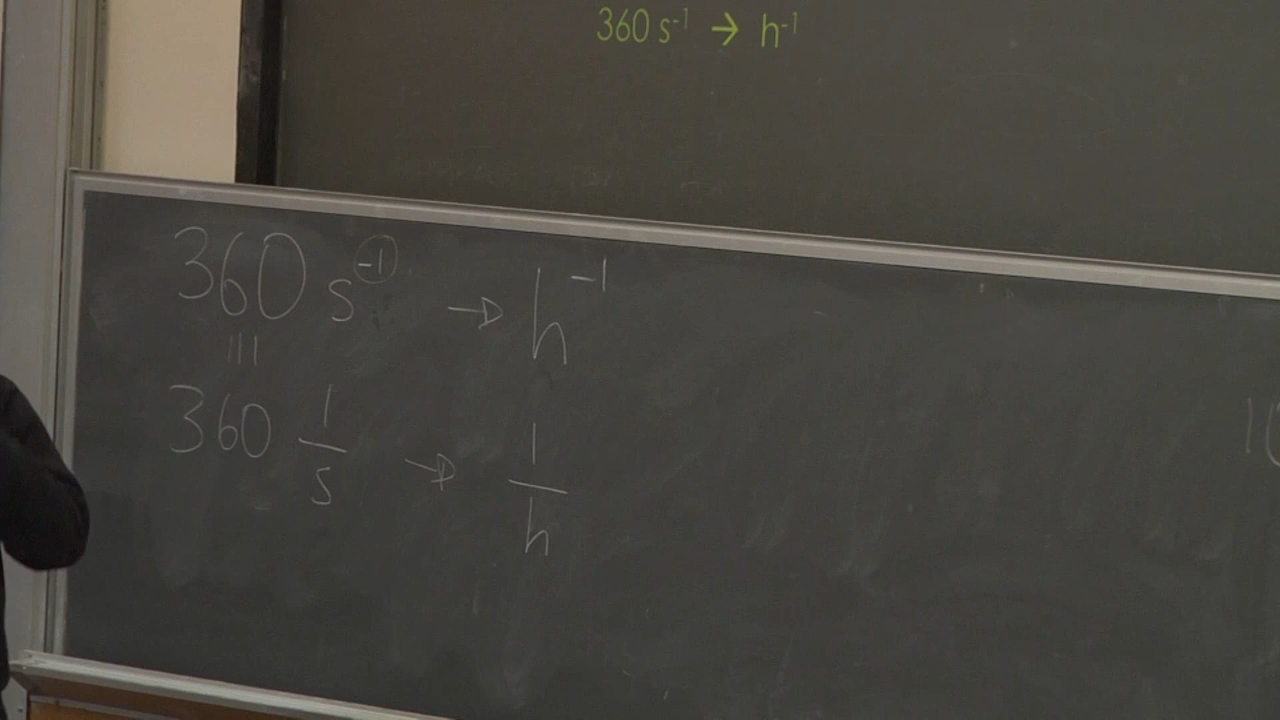 360 s⁻¹ → h⁻¹
360 s⁻¹ → h⁻¹
|||
360 1/s → 1/h